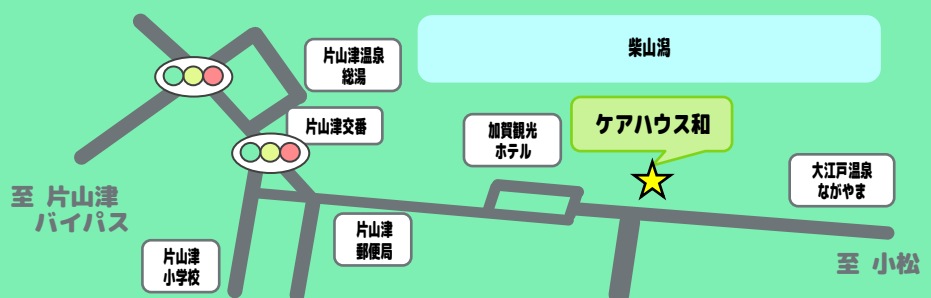 柴山潟
片山津温泉
総湯
片山津交番
加賀観光
ホテル
ケアハウス和
大江戸温泉
ながやま
至 片山津
バイパス
片山津
郵便局
片山津
小学校
至 小松